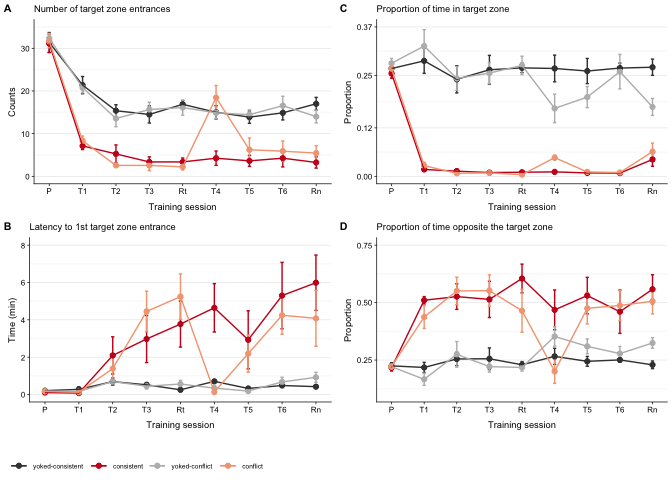 A Number of target zone entrances
30
20
10
0
Counts
P T1 T2 T3 Rt T4 T5 T6 Rn
Training session
C Proportion of time in target zone
0.37
0.25
0.12
0.00
Proportion
P T1 T2 T3 Rt T4 T5 T6 Rn
Training session
B Latency to 1st target zone entrance
8
6
4
2
0
Time (min)
P T1 T2 T3 Rt T4 T5 T6 Rn
Training session
D Proportion of time opposite the target zone
0.75
0.50
0.25
Proportion
P T1 T2 T3 Rt T4 T5 T6 Rn
Training session
yoked-consistent consistent yoked-conflict conflict